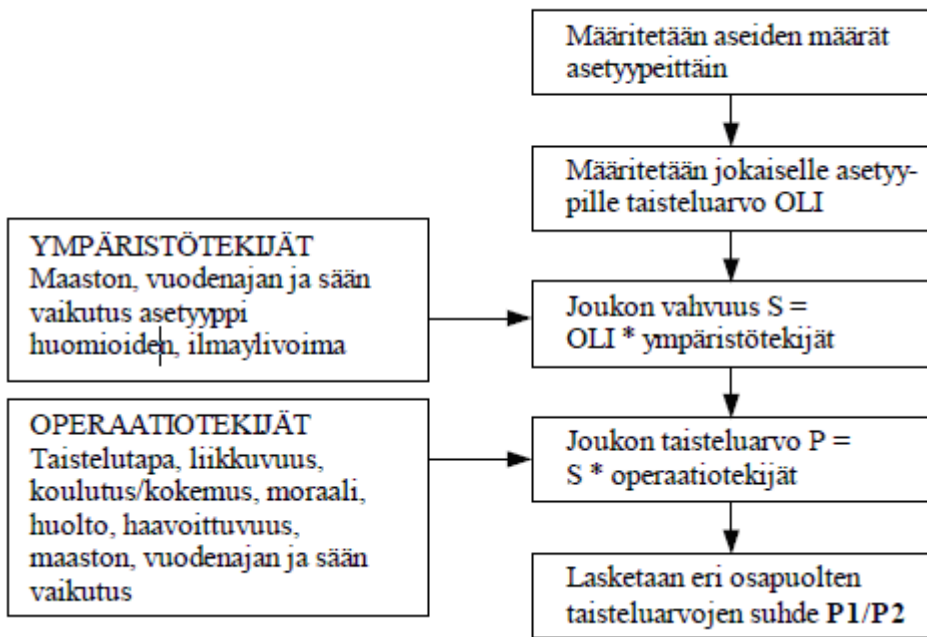 Määritetään aseiden määrät
asetyypeittäin
Määritetään jokaiselle asetyy-
pille taisteluarvo OLI
YMPÄRISTÖTEKIJÄT
Maaston, vuodenajan ja sään
vaikutus asetyyppi
huomioiden, ilmaylivoima
Joukon vahvuus S =
OLI * ympäristötekijät
OPERAATIOTEKIJÄT
Taistelutapa, liikkuvuus,
koulutus/kokemus, moraali,
huolto, haavoittuvuus,
maaston, vuodenajan ja sään
vaikutus
Joukon taisteluarvo P =
S * operaatiotekijät
Lasketaan eri osapuolten
taisteluarvojen suhde P1/P2